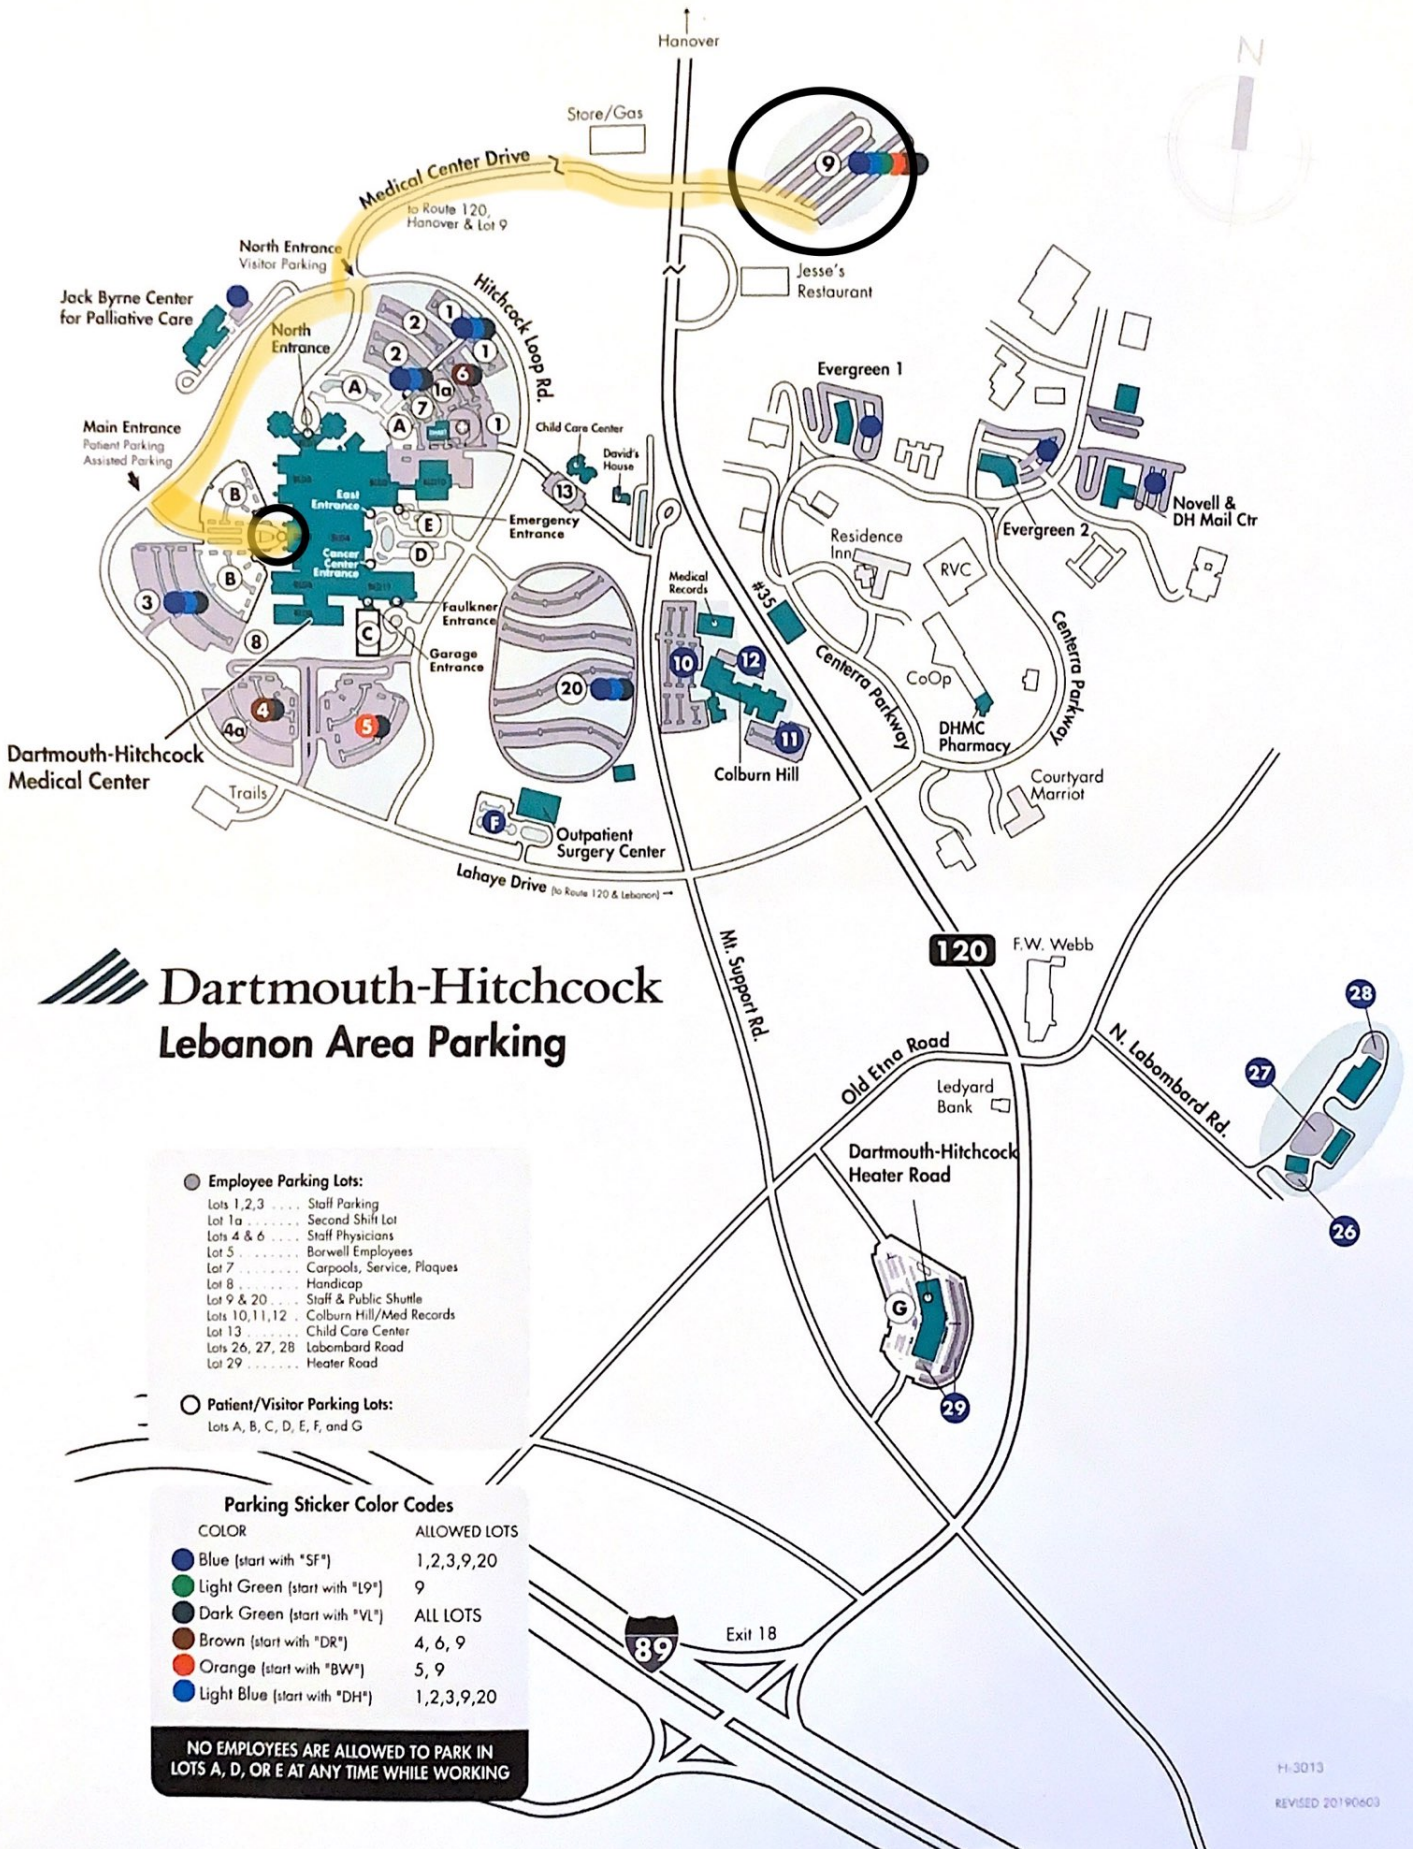 Hanover
N
Store/Gas
9
Medical Center Drive
to Route 120,
Hanover & Lot 9
North Entrance
Visitor Parking
Jesse's
Restaurant
Jack Byrne Center
for Palliative Care
Hitchcock Loop Rd.
North
Entrance
1
2
2
1
6
1a
A
7
A
1
Evergreen 1
Main Entrance
Patient Parking
Assisted Parking
Child Care Center
David's
House
13
B
East
Entrance
E
Emergency
Entrance
D
Cancer
Center
Entrance
B
Novell &
DH Mail Ctr
Evergreen 2
Residence
Inn
RVC
Medical
Records
#35
3
8
C
Faulkner
Entrance
Garage
Entrance
10
12
20
11
Centerra Parkway
Centerra Parkway
CoOp
DHMC
Pharmacy
4
4a
5
Dartmouth-Hitchcock
Medical Center
Colburn Hill
Courtyard
Marriot
Trails
F
Outpatient
Surgery Center
Lahaye Drive (to Route 120 & Lebanon) →
Mt. Support Rd.
120
F.W. Webb
Dartmouth-Hitchcock
Lebanon Area Parking
28
27
Old Etna Road
N. Labombard Rd.
Ledyard
Bank
26
Dartmouth-Hitchcock
Heater Road
G
29
Employee Parking Lots:
Lots 1,2,3 .... Staff Parking
Lot 1a ....... Second Shift Lot
Lots 4 & 6 .... Staff Physicians
Lot 5 ........ Borwell Employees
Lot 7 ........ Carpools, Service, Plaques
Lot 8 ........ Handicap
Lot 9 & 20 .... Staff & Public Shuttle
Lots 10,11,12 . Colburn Hill/Med Records
Lot 13 ....... Child Care Center
Lots 26, 27, 28 Labombard Road
Lot 29 ....... Heater Road
Patient/Visitor Parking Lots:
Lots A, B, C, D, E, F, and G
Parking Sticker Color Codes
COLOR ALLOWED LOTS
Blue (start with "SF") 1,2,3,9,20
Light Green (start with "L9") 9
Dark Green (start with "VL") ALL LOTS
Brown (start with "DR") 4, 6, 9
Orange (start with "BW") 5, 9
Light Blue (start with "DH") 1,2,3,9,20
NO EMPLOYEES ARE ALLOWED TO PARK IN
LOTS A, D, OR E AT ANY TIME WHILE WORKING
89
Exit 18
H-3013
REVISED 20190603